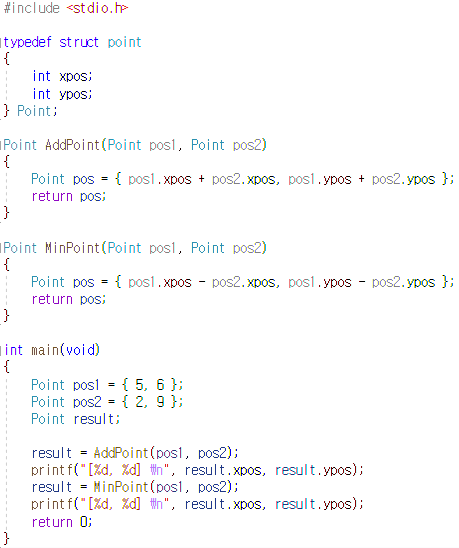 #include <stdio.h>
typedef struct point
{
int xpos;
int ypos;
} Point;
Point AddPoint(Point pos1, Point pos2)
{
Point pos = { pos1.xpos + pos2.xpos, pos1.ypos + pos2.ypos };
return pos;
}
Point MinPoint(Point pos1, Point pos2)
{
Point pos = { pos1.xpos - pos2.xpos, pos1.ypos - pos2.ypos };
return pos;
}
int main(void)
{
Point pos1 = { 5, 6 };
Point pos2 = { 2, 9 };
Point result;
result = AddPoint(pos1, pos2);
printf("[%d, %d] ₩n", result.xpos, result.ypos);
result = MinPoint(pos1, pos2);
printf("[%d, %d] ₩n", result.xpos, result.ypos);
return 0;
}